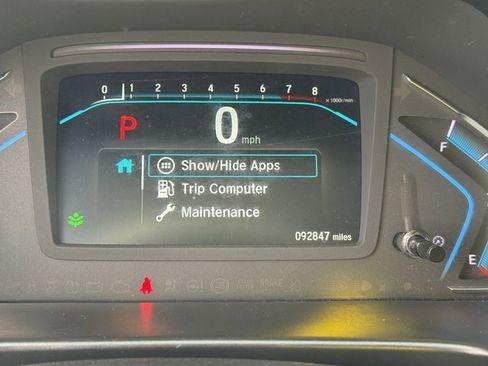 0 1 2 3 4 5 6 7 8 x1000r/min
P 0 mph
F
Show/Hide Apps
Trip Computer
Maintenance
092847 miles
E
BRAKE